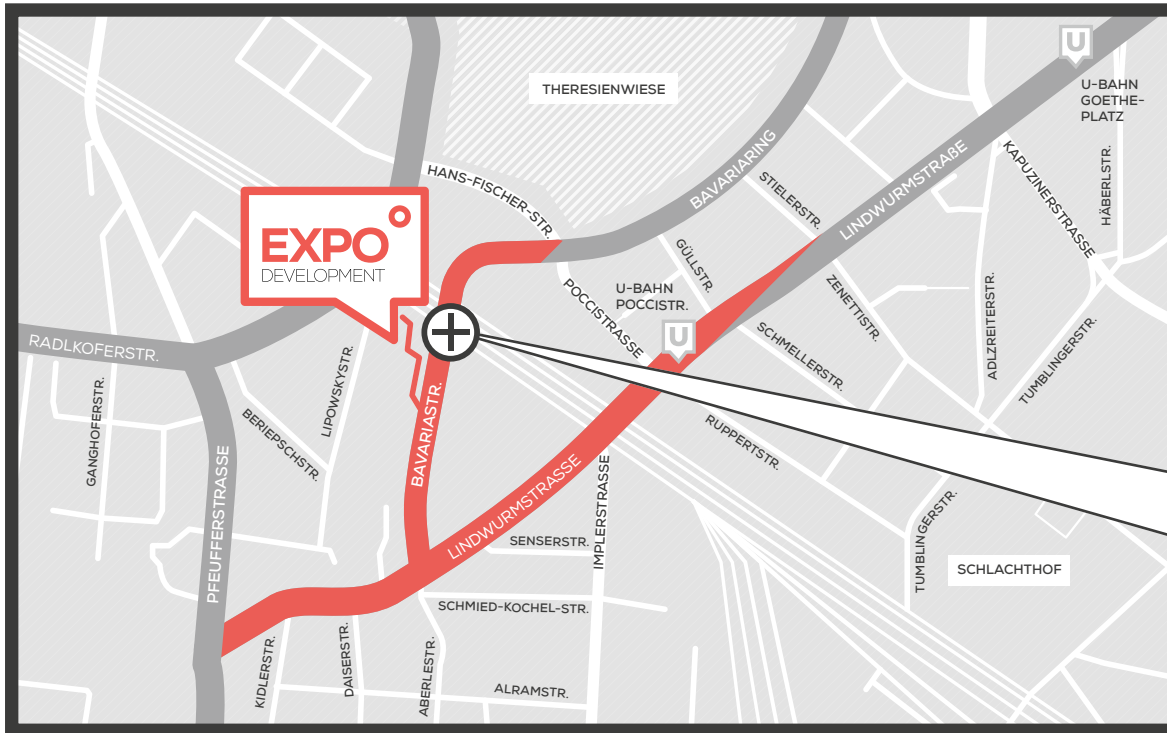 U
U-BAHN
GOETHE-
PLATZ
THERESIENWIESE
KAPUZINERSTRASSE
HÄBERLSTR.
BAVARIARING
LINDWURMSTRAßE
STIELERSTR.
HANS-FISCHER-STR.
EXPO°
DEVELOPMENT
GÜLLSTR.
U-BAHN
POCCISTR.
U
POCCISTRASSE
ZENETTISTR.
ADLZREITERSTR.
TUMBLINGERSTR.
SCHMELLERSTR.
RADLKOFERSTR.
GANGHOFERSTR.
BERIEPSCHSTR.
LIPOWSKYSTR.
BAVARIASTR.
RUPPERTSTR.
PFEUFFERSTRASSE
LINDWURMSTRASSE
IMPLERSTRASSE
TUMBLINGERSTR.
SENSERSTR.
SCHLACHTHOF
SCHMIED-KOCHEL-STR.
KIDLERSTR.
DAISERSTR.
ABERLESTR.
ALRAMSTR.